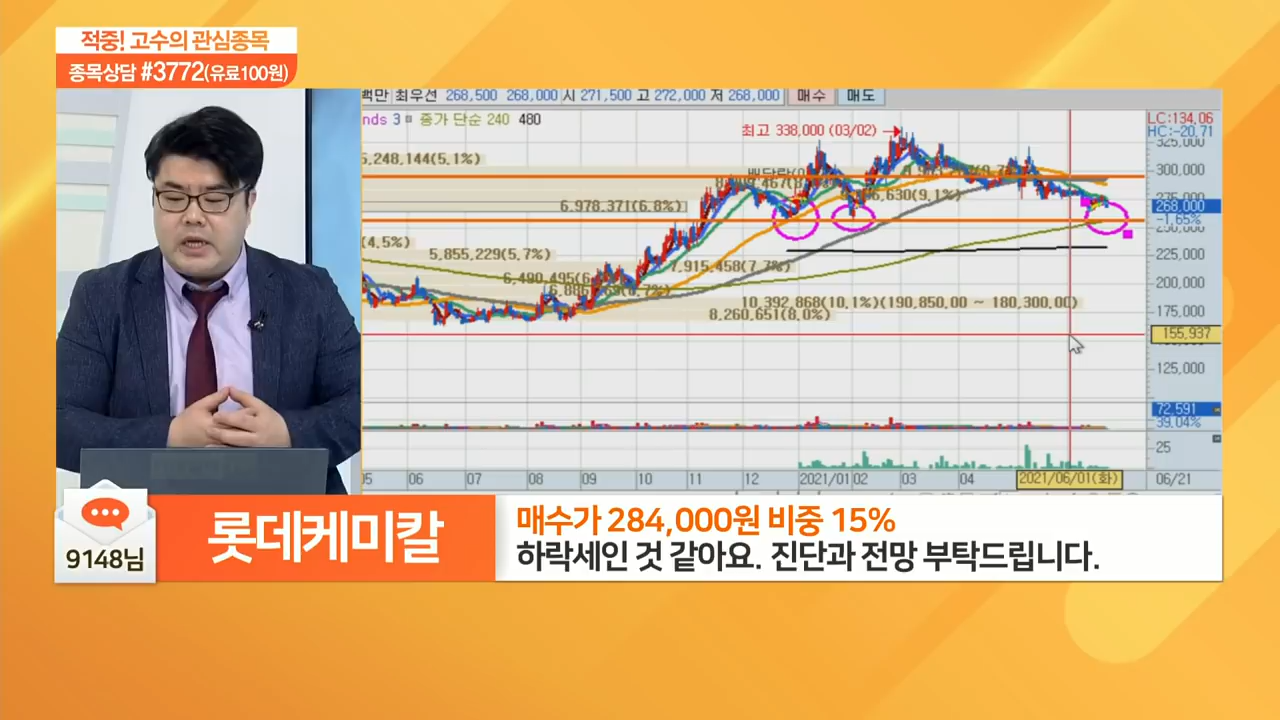 적중! 고수의 관심종목
종목상담 #3772(유료100원)
백만 최우선 268,500 268,000 시 271,500 고 272,000 저 268,000 매수 매도
nds 3 종가 단순 240 480
최고 338,000 (03/02)
LC:134.06
HC:-20.71
325,000
5,248,144(5.1%)
300,000
6,630(9.1%)
6,978,371(6.8%)
268,000
-1.65%
250,000
4.5%)
5,855,229(5.7%)
225,000
7,915,458(7.7%)
200,000
10,392,868(10.1%)(190,850.00 ~ 180,300.00)
8,260,651(8.0%)
175,000
155,937
125,000
72,591
39.04%
25
05 06 07 08 09 10 11 12 2021/01 02 03 04 2021/06/01(화) 06/21
9148님
롯데케미칼
매수가 284,000원 비중 15%
하락세인 것 같아요. 진단과 전망 부탁드립니다.